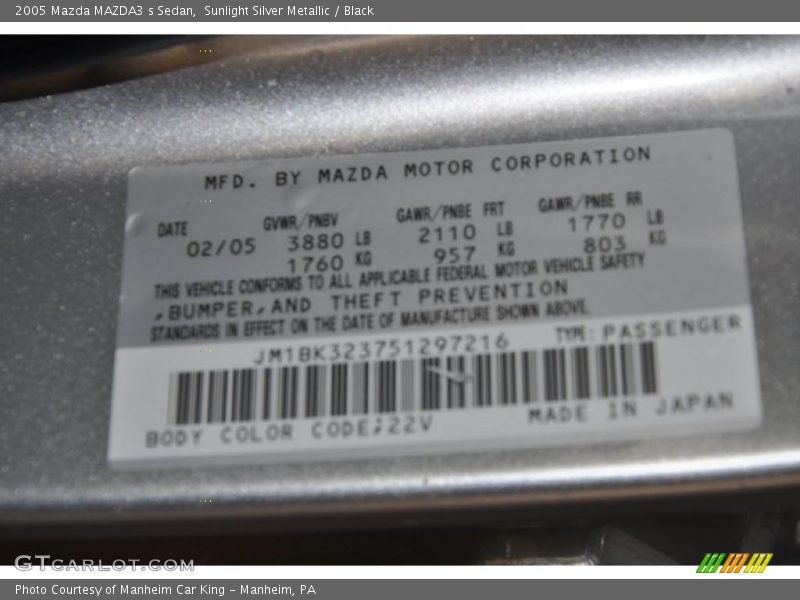 2005 Mazda MAZDA3 s Sedan, Sunlight Silver Metallic / Black
MFD. BY MAZDA MOTOR CORPORATION
DATE GVWR/PNBV GAWR/PNBE FRT GAWR/PNBE RR
02/05 3880 LB 2110 LB 1770 LB
1760 KG 957 KG 803 KG
THIS VEHICLE CONFORMS TO ALL APPLICABLE FEDERAL MOTOR VEHICLE SAFETY
,BUMPER,AND THEFT PREVENTION
STANDARDS IN EFFECT ON THE DATE OF MANUFACTURE SHOWN ABOVE.
JM1BK323751297216 TYPE: PASSENGER
BODY COLOR CODE;22V MADE IN JAPAN
GTCARLOT.COM
Photo Courtesy of Manheim Car King - Manheim, PA